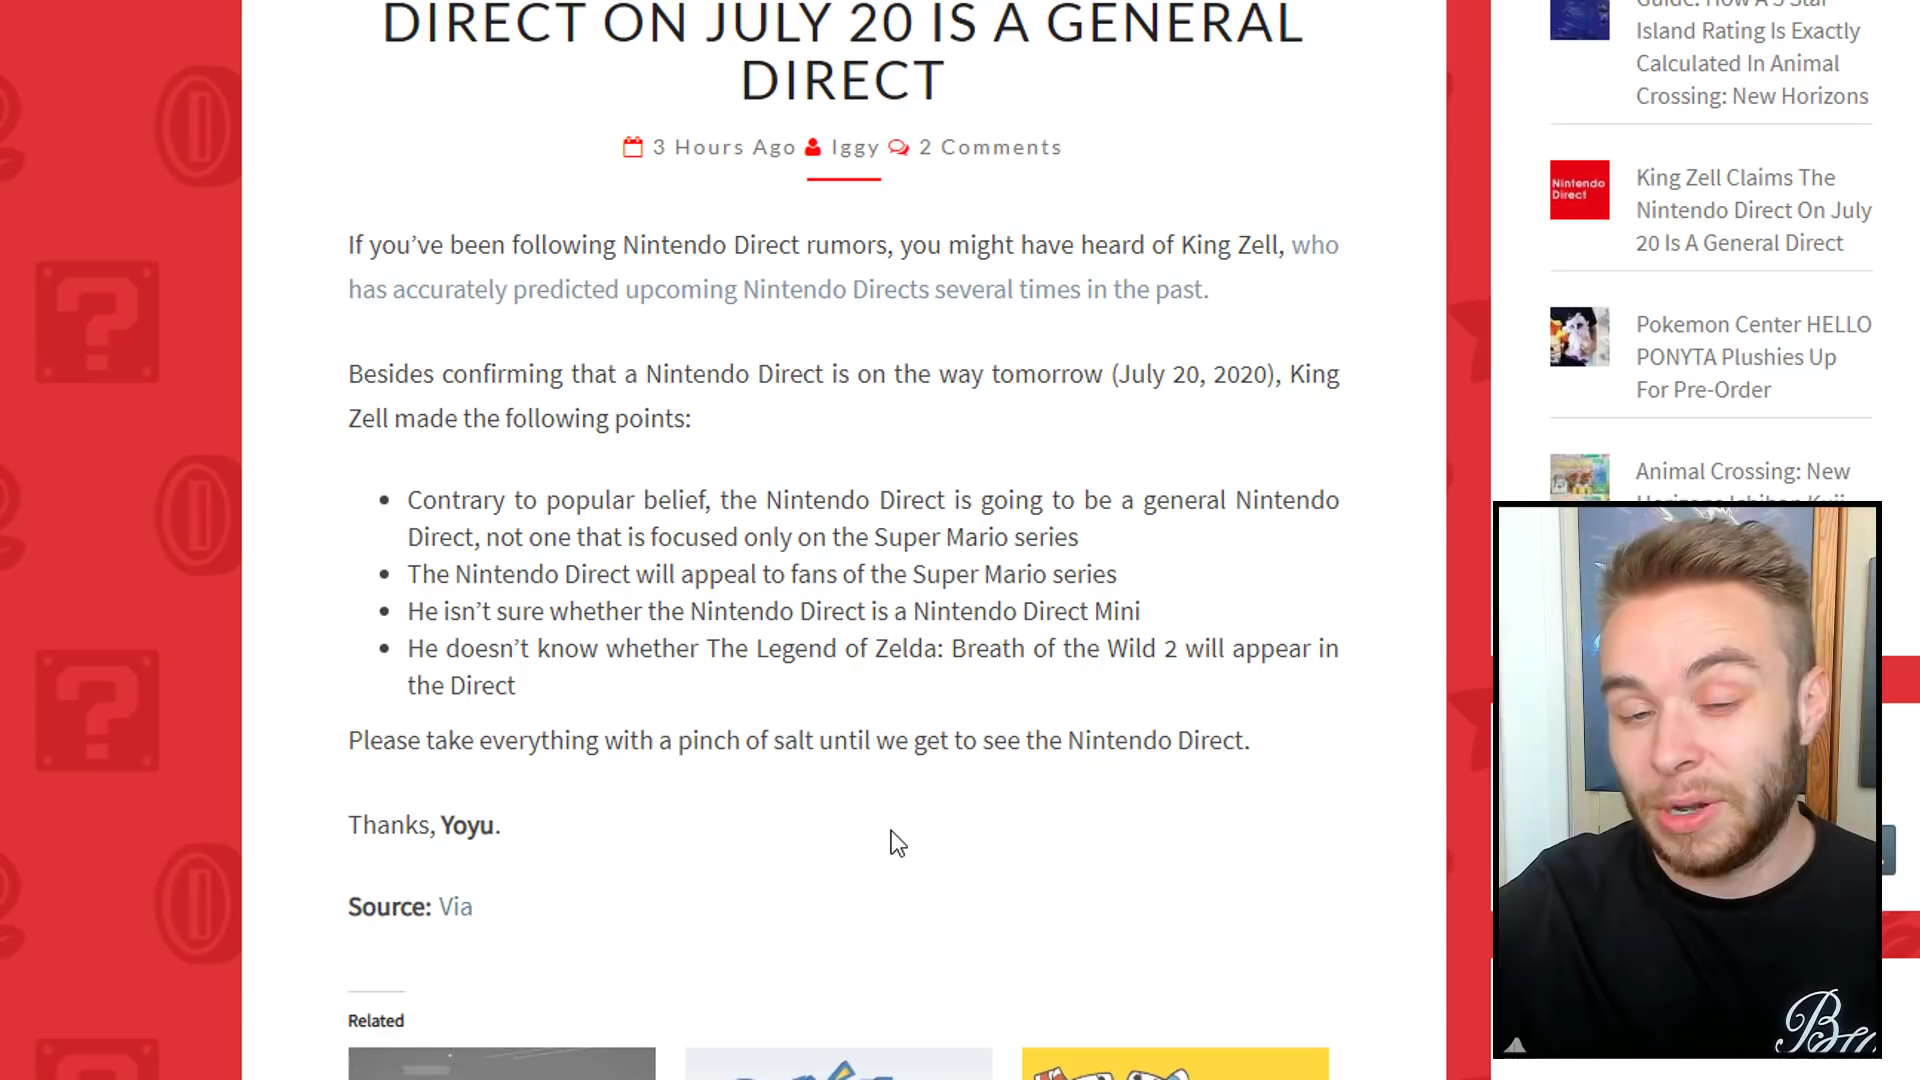 DIRECT ON JULY 20 IS A GENERAL
DIRECT
3 Hours Ago Iggy 2 Comments
If you’ve been following Nintendo Direct rumors, you might have heard of King Zell, who
has accurately predicted upcoming Nintendo Directs several times in the past.
Besides confirming that a Nintendo Direct is on the way tomorrow (July 20, 2020), King
Zell made the following points:
• Contrary to popular belief, the Nintendo Direct is going to be a general Nintendo
Direct, not one that is focused only on the Super Mario series
• The Nintendo Direct will appeal to fans of the Super Mario series
• He isn’t sure whether the Nintendo Direct is a Nintendo Direct Mini
• He doesn’t know whether The Legend of Zelda: Breath of the Wild 2 will appear in
the Direct
Please take everything with a pinch of salt until we get to see the Nintendo Direct.
Thanks, Yoyu.
Source: Via
Related
Guide: How A 5 Star
Island Rating Is Exactly
Calculated In Animal
Crossing: New Horizons
Nintendo
Direct
King Zell Claims The
Nintendo Direct On July
20 Is A General Direct
Pokemon Center HELLO
PONYTA Plushies Up
For Pre-Order
Animal Crossing: New